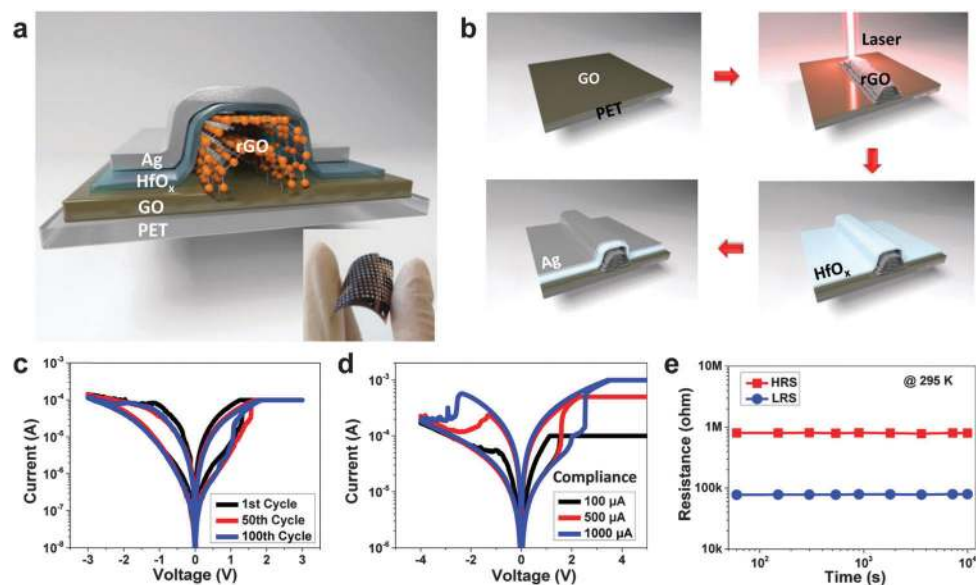 a
rGO
Ag
HfOx
GO
PET
b
GO
PET
Laser
rGO
Ag
HfOx
c
10⁻³
10⁻⁴
10⁻⁵
10⁻⁶
10⁻⁷
10⁻⁸
Current (A)
-3 -2 -1 0 1 2 3
Voltage (V)
1st Cycle
50th Cycle
100th Cycle
d
10⁻³
10⁻⁴
10⁻⁵
10⁻⁶
Current (A)
-4 -2 0 2 4
Voltage (V)
Compliance
100 µA
500 µA
1000 µA
e
10M
1M
100k
10k
Resistance (ohm)
HRS
LRS
@ 295 K
10² 10³ 10⁴
Time (s)